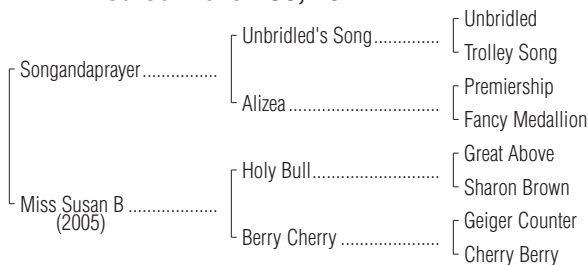 Unbridled
Unbridled's Song
Trolley Song
Songandaprayer
Premiership
Alizea
Fancy Medallion
Great Above
Holy Bull
Sharon Brown
Miss Susan B
(2005)
Geiger Counter
Berry Cherry
Cherry Berry